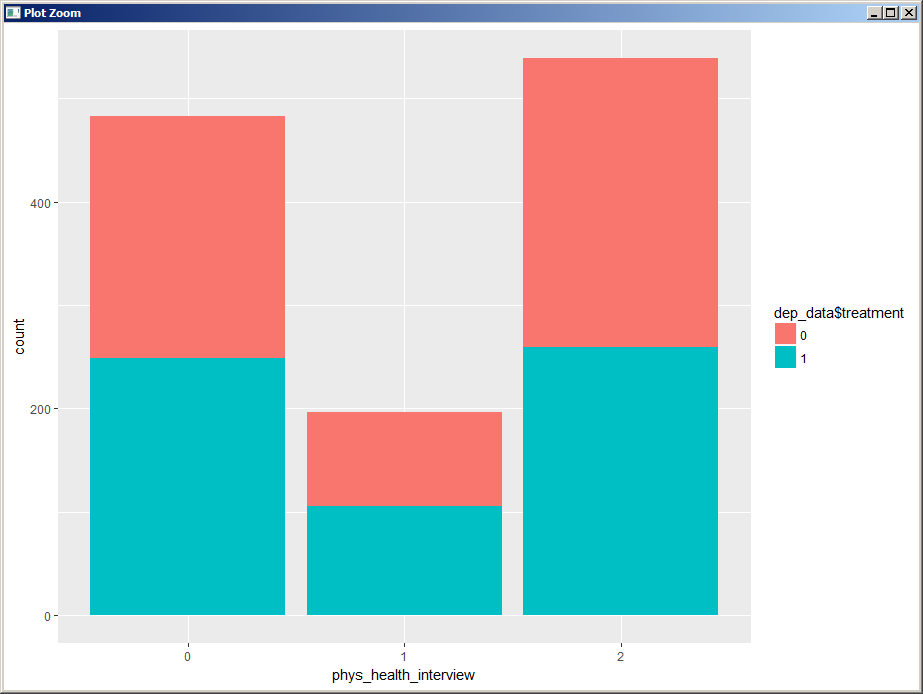 Plot Zoom
400
200
0
count
0
1
2
phys_health_interview
dep_data$treatment
0
1